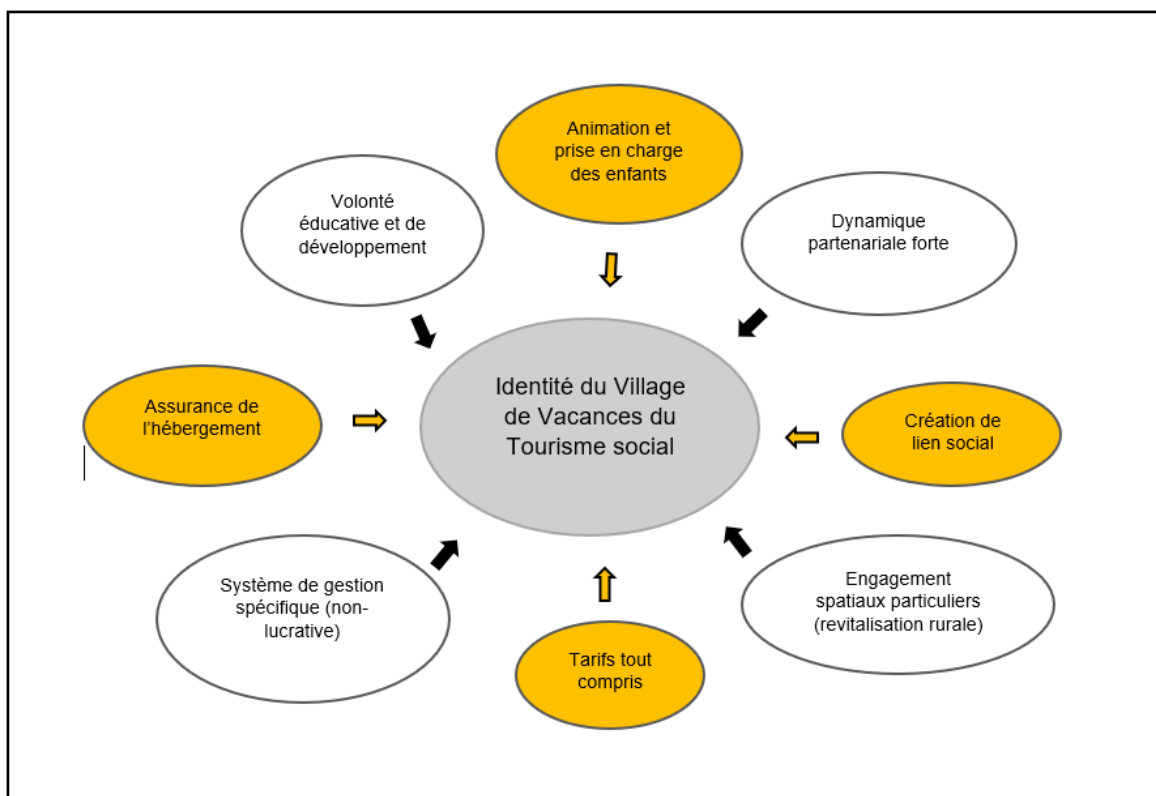 Animation et
prise en charge
des enfants
Volonté
éducative et de
développement
Dynamique
partenariale forte
Identité du Village
de Vacances du
Tourisme social
Assurance de
l’hébergement
Création de
lien social
Système de gestion
spécifique (non-
lucrative)
Engagement
spatiaux particuliers
(revitalisation rurale)
Tarifs tout
compris